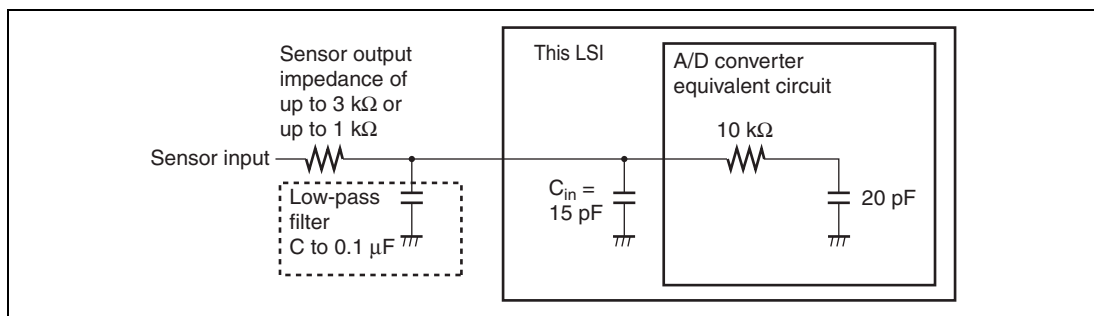 Sensor output
impedance of
up to 3 kΩ or
up to 1 kΩ
This LSI
A/D converter
equivalent circuit
10 kΩ
Sensor input
Low-pass
filter
C to 0.1 μF
Cin =
15 pF
20 pF